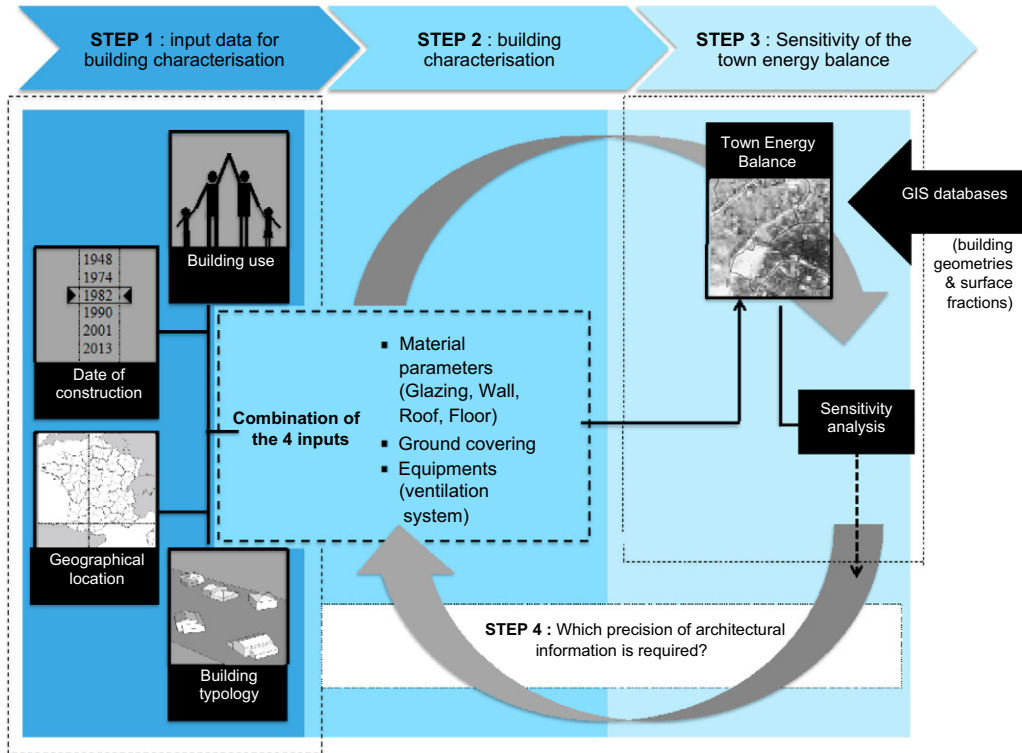 STEP 1 : input data for
building characterisation
STEP 2 : building
characterisation
STEP 3 : Sensitivity of the
town energy balance
Building use
1948
1974
1982
1990
2001
2013
Date of
construction
Geographical
location
Building
typology
Combination of
the 4 inputs
▪ Material
parameters
(Glazing, Wall,
Roof, Floor)
▪ Ground covering
▪ Equipments
(ventilation
system)
Town Energy
Balance
GIS databases
(building
geometries
& surface
fractions)
Sensitivity
analysis
STEP 4 : Which precision of architectural
information is required?